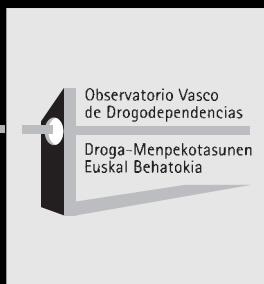 Observatorio Vasco
de Drogodependencias
Droga-Menpekotasunen
Euskal Behatokia